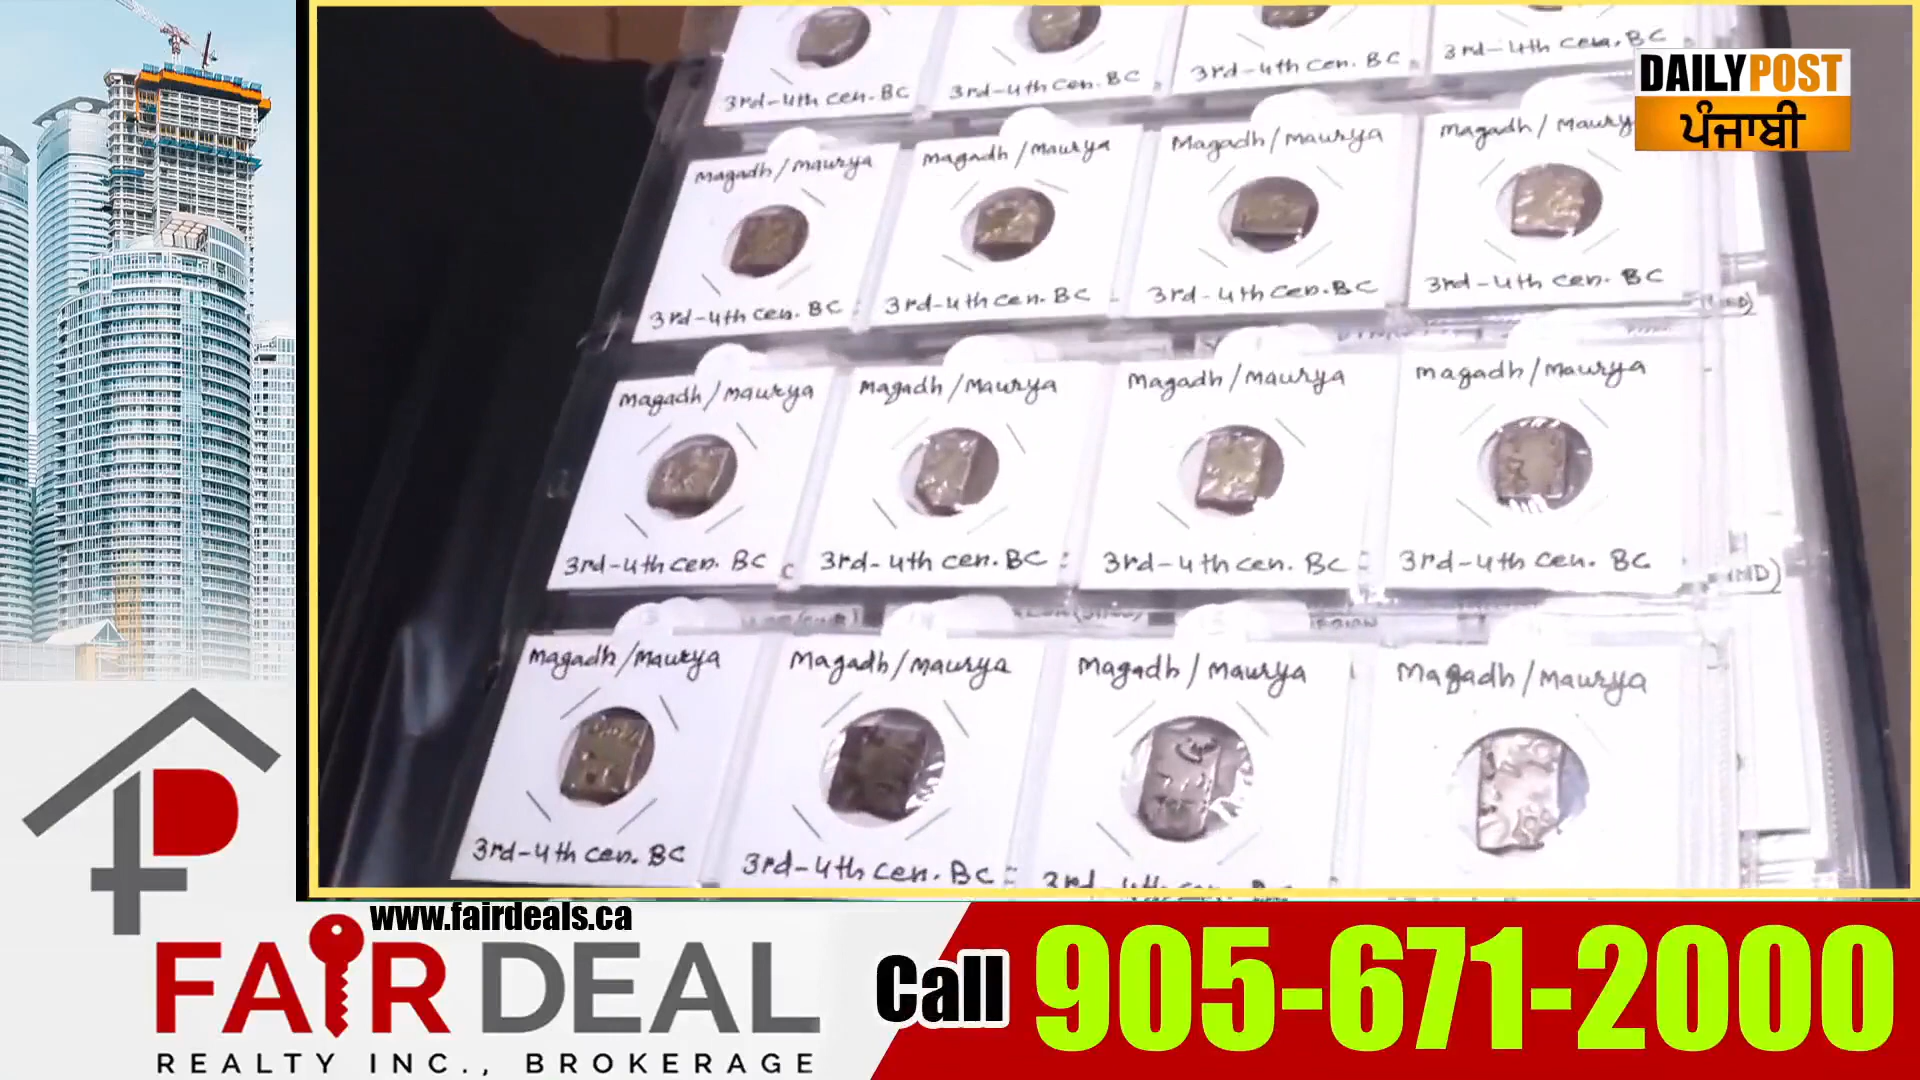 3rd-4th cen. BC
3rd-4th cen. BC
3rd-4th cen. BC
3rd-4th cen. BC
DAILYPOST
ਪੰਜਾਬੀ
Magadh/Maurya
Magadh/Maurya
Magadh/Maurya
Magadh/Maury
3rd-4th cen. BC
3rd-4th cen. BC
3rd-4th cen. BC
3rd-4th cen. BC
Magadh/Maurya
Magadh/Maurya
Magadh/Maurya
Magadh/Maurya
3rd-4th cen. BC
3rd-4th cen. BC
3rd-4th cen. BC
3rd-4th cen. BC
Magadh/Maurya
Magadh/Maurya
Magadh/Maurya
Magadh/Maurya
3rd-4th cen. BC
3rd-4th cen. BC
www.fairdeals.ca
FAIR DEAL
REALTY INC., BROKERAGE
Call 905-671-2000